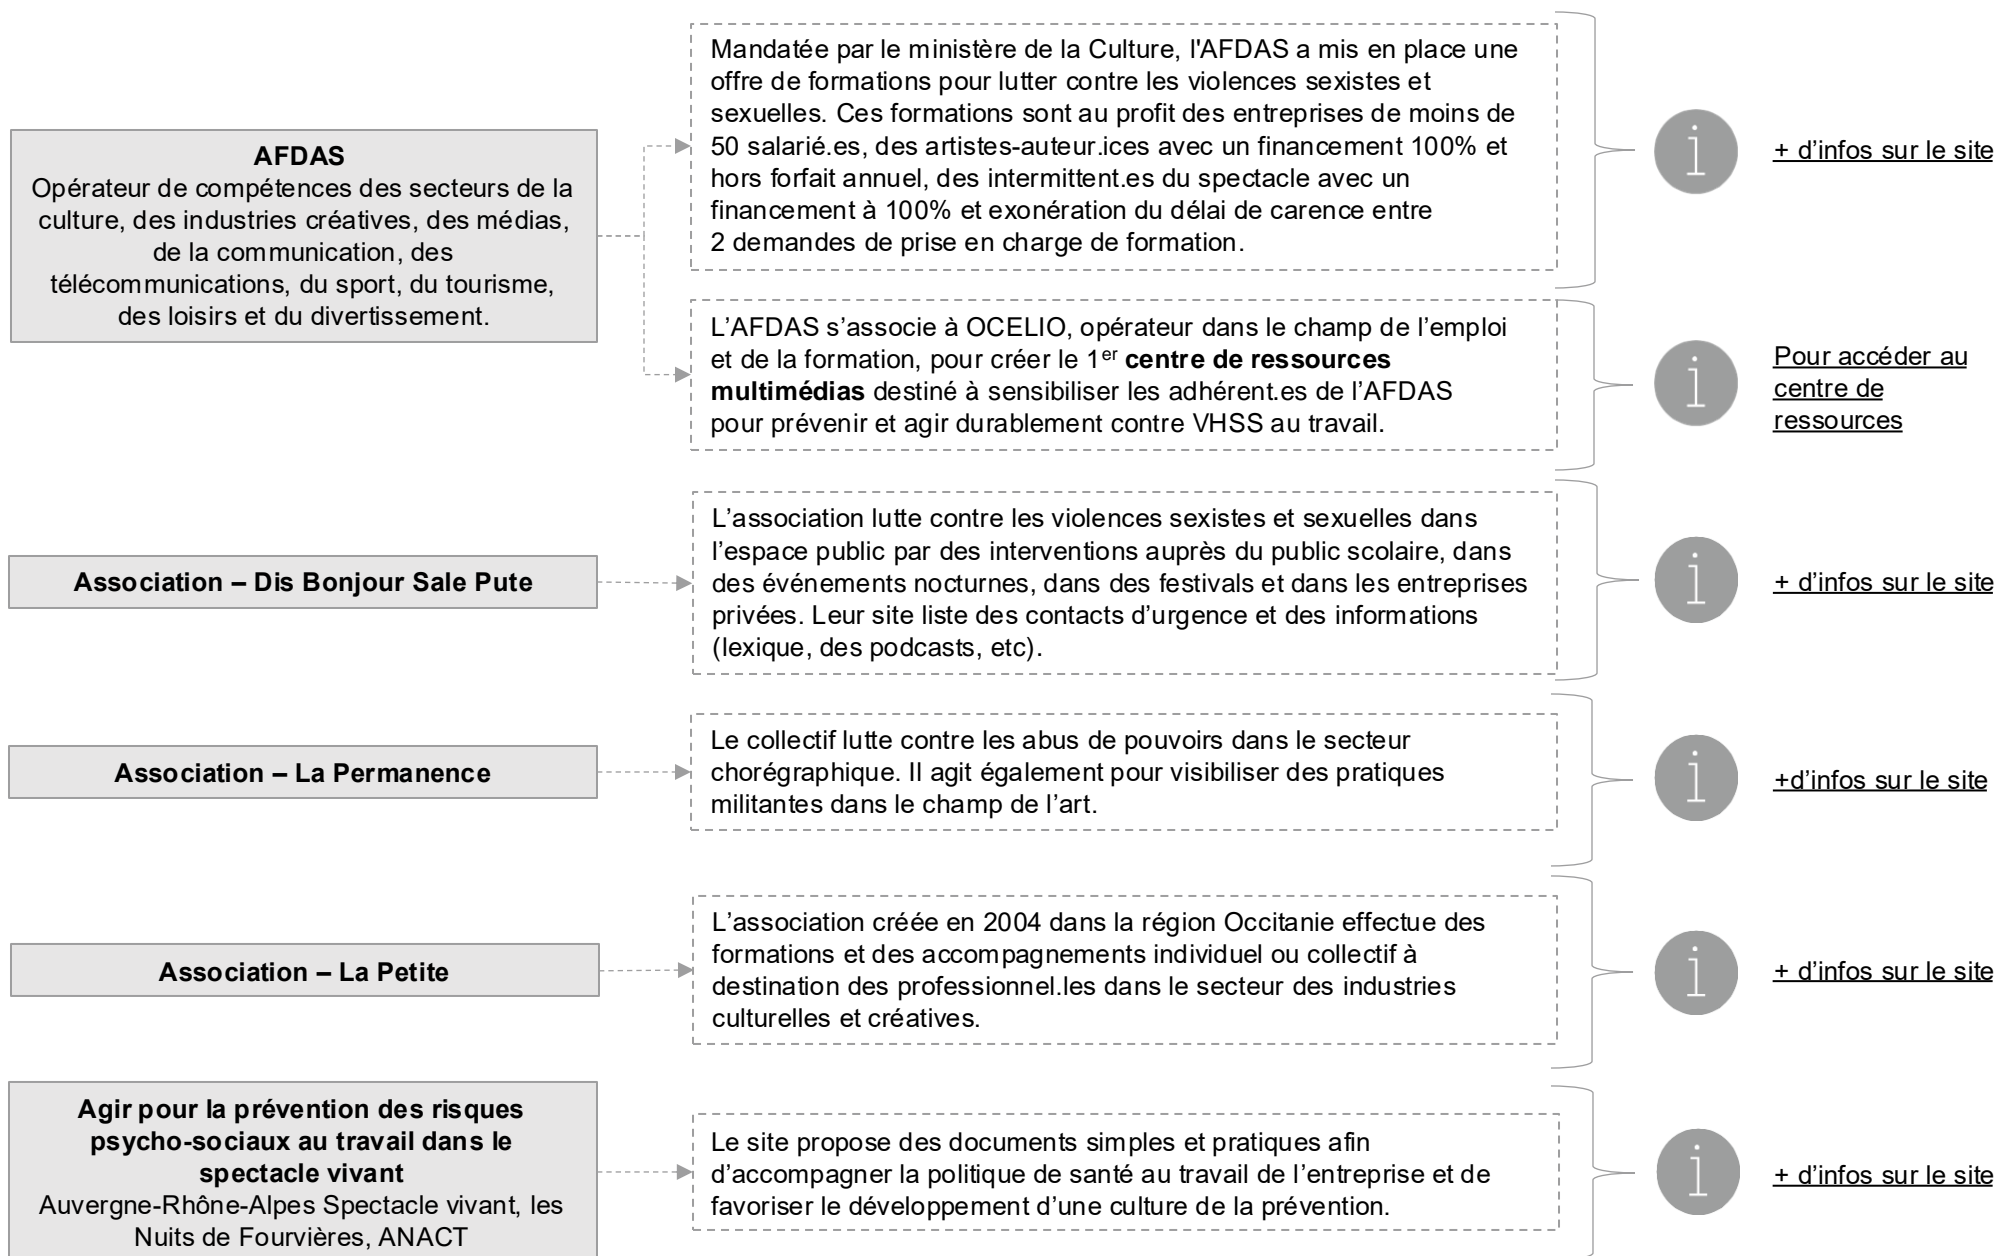 AFDAS
Opérateur de compétences des secteurs de la
culture, des industries créatives, des médias,
de la communication, des
télécommunications, du sport, du tourisme,
des loisirs et du divertissement.
Mandatée par le ministère de la Culture, l'AFDAS a mis en place une
offre de formations pour lutter contre les violences sexistes et
sexuelles. Ces formations sont au profit des entreprises de moins de
50 salarié.es, des artistes-auteur.ices avec un financement 100% et
hors forfait annuel, des intermittent.es du spectacle avec un
financement à 100% et exonération du délai de carence entre
2 demandes de prise en charge de formation.
+ d’infos sur le site
L’AFDAS s’associe à OCELIO, opérateur dans le champ de l’emploi
et de la formation, pour créer le 1er centre de ressources
multimédias destiné à sensibiliser les adhérent.es de l’AFDAS
pour prévenir et agir durablement contre VHSS au travail.
Pour accéder au
centre de
ressources
Association – Dis Bonjour Sale Pute
L’association lutte contre les violences sexistes et sexuelles dans
l’espace public par des interventions auprès du public scolaire, dans
des événements nocturnes, dans des festivals et dans les entreprises
privées. Leur site liste des contacts d’urgence et des informations
(lexique, des podcasts, etc).
+ d’infos sur le site
Association – La Permanence
Le collectif lutte contre les abus de pouvoirs dans le secteur
chorégraphique. Il agit également pour visibiliser des pratiques
militantes dans le champ de l’art.
+d’infos sur le site
Association – La Petite
L’association créée en 2004 dans la région Occitanie effectue des
formations et des accompagnements individuel ou collectif à
destination des professionnel.les dans le secteur des industries
culturelles et créatives.
+ d’infos sur le site
Agir pour la prévention des risques
psycho-sociaux au travail dans le
spectacle vivant
Auvergne-Rhône-Alpes Spectacle vivant, les
Nuits de Fourvières, ANACT
Le site propose des documents simples et pratiques afin
d’accompagner la politique de santé au travail de l’entreprise et de
favoriser le développement d’une culture de la prévention.
+ d’infos sur le site